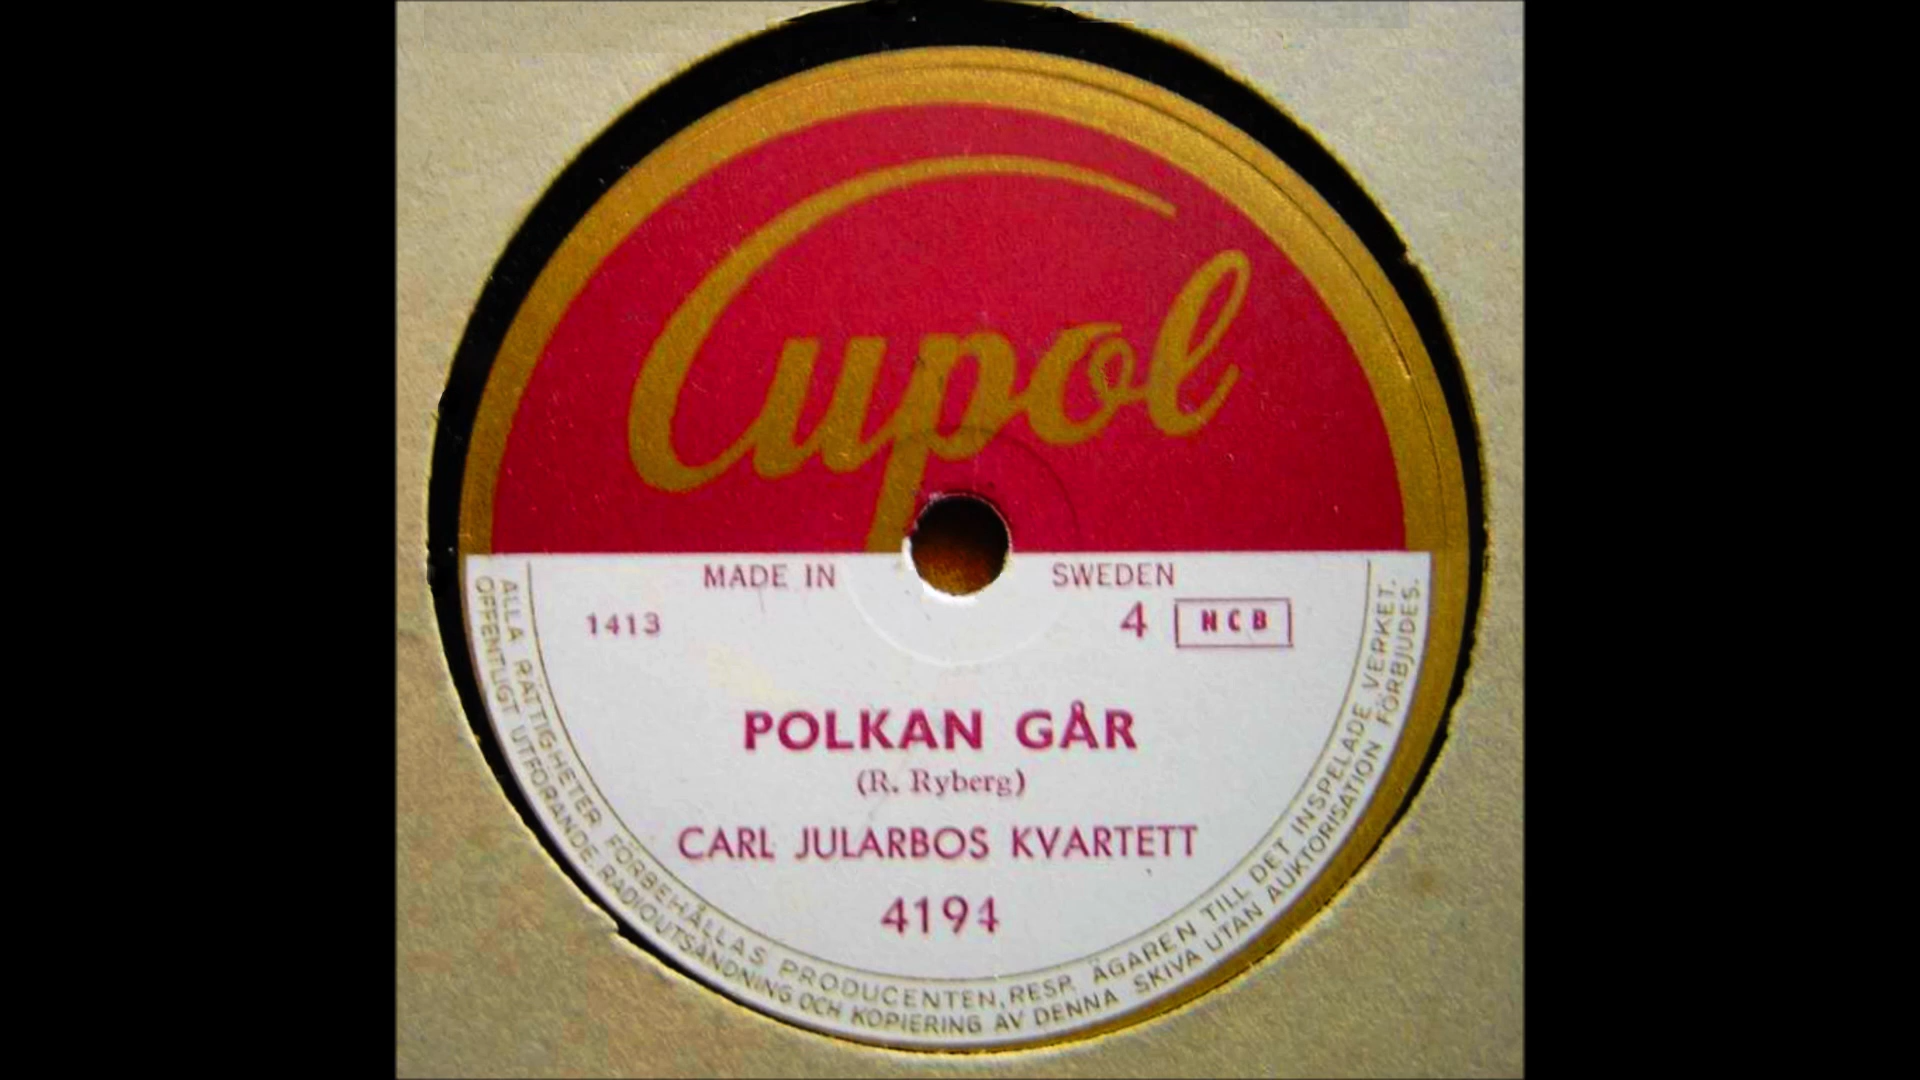 Cupol
MADE IN SWEDEN
1413 4 NCB
POLKAN GÅR
(R. Ryberg)
CARL JULARBOS KVARTETT
4194
ALLA RÄTTIGHETER FÖRBEHÅLLAS PRODUCENTEN, RESP. ÄGAREN TILL DET INSPELADE VERKET.
OFFENTLIGT UTFÖRANDE, RADIOUTSÄNDNING OCH KOPIERING AV DENNA SKIVA UTAN AUKTORISATION FÖRBJUDES.